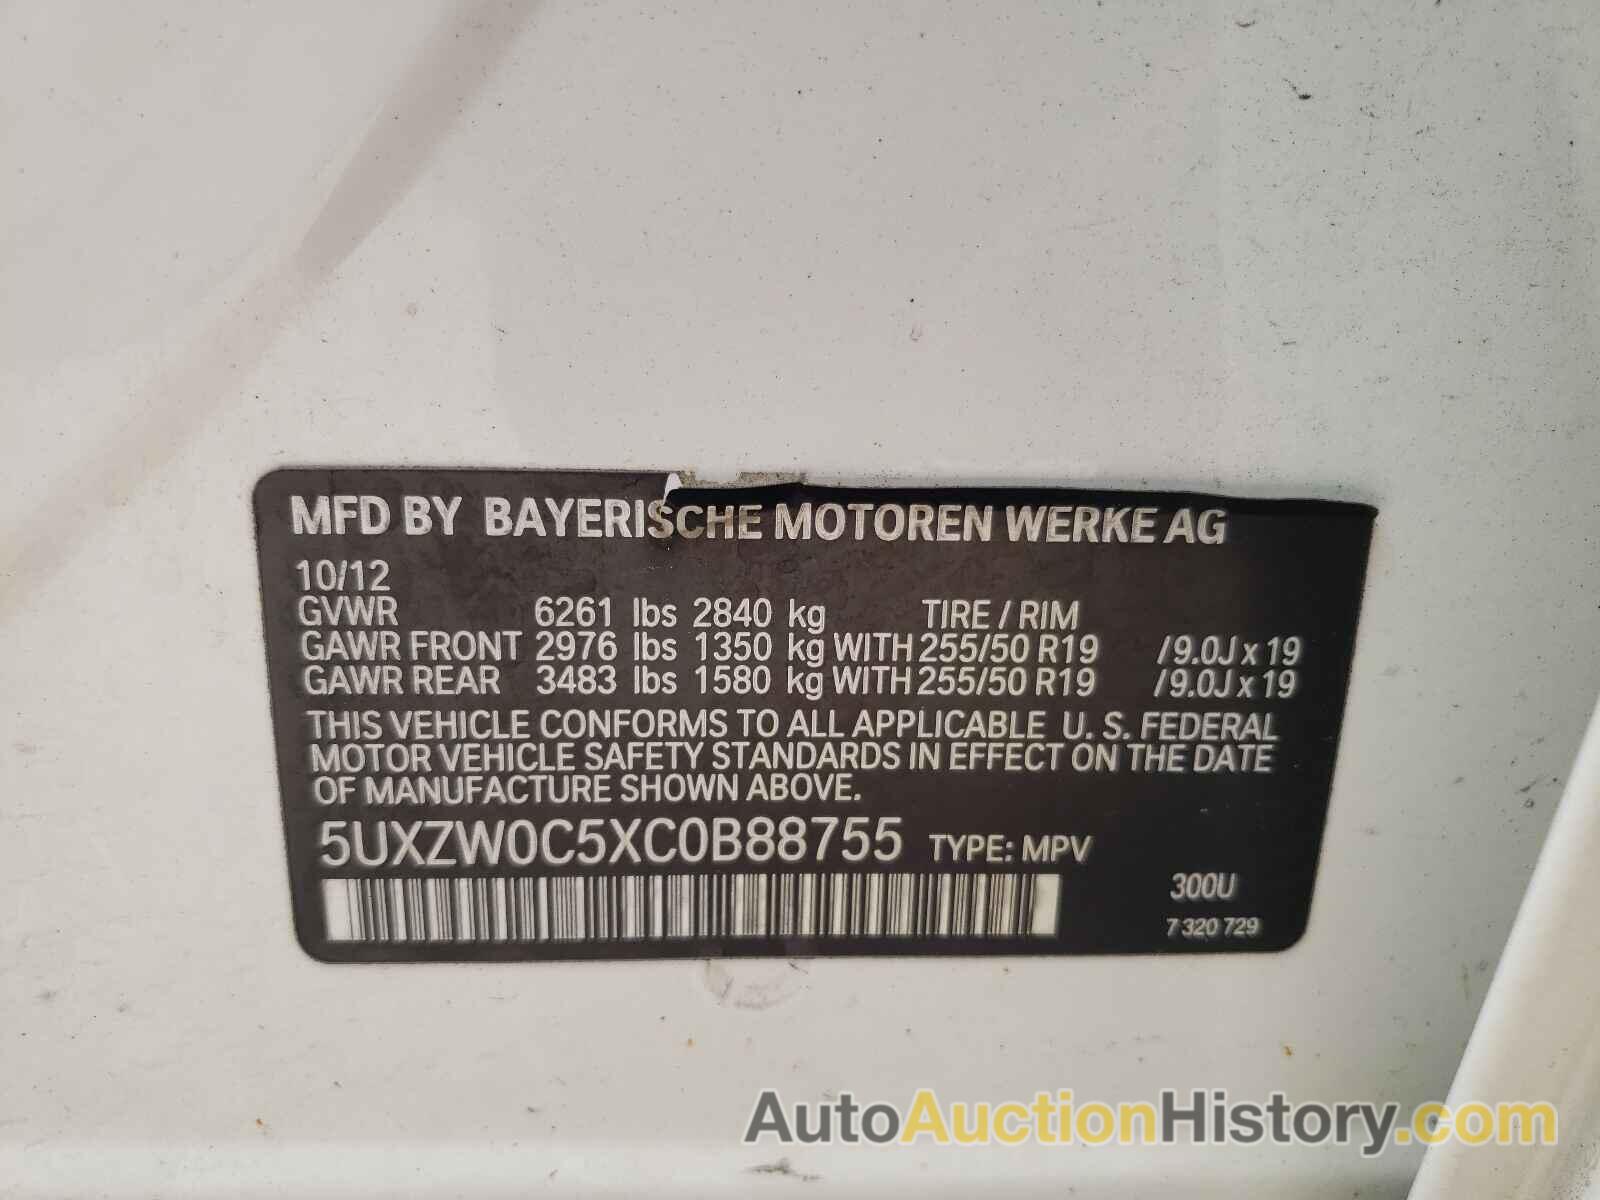 MFD BY BAYERISCHE MOTOREN WERKE AG
10/12
GVWR 6261 lbs 2840 kg TIRE / RIM
GAWR FRONT 2976 lbs 1350 kg WITH 255/50 R19 /9.0J x 19
GAWR REAR 3483 lbs 1580 kg WITH 255/50 R19 /9.0J x 19
THIS VEHICLE CONFORMS TO ALL APPLICABLE U. S. FEDERAL
MOTOR VEHICLE SAFETY STANDARDS IN EFFECT ON THE DATE
OF MANUFACTURE SHOWN ABOVE.
5UXZW0C5XC0B88755 TYPE: MPV
300U
7 320 729
AutoAuctionHistory.com